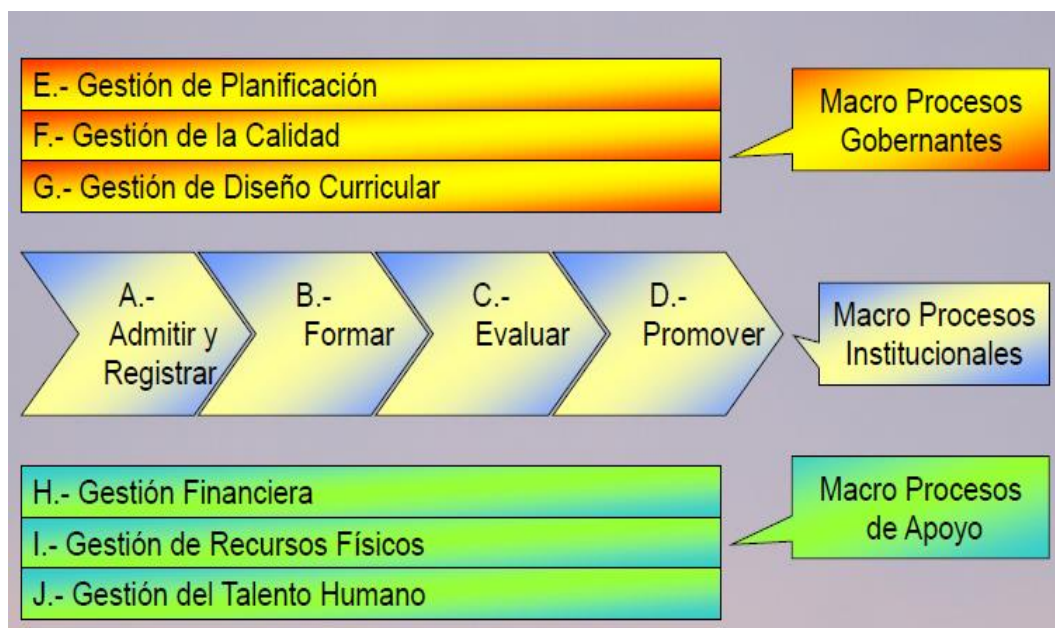 E.- Gestión de Planificación
F.- Gestión de la Calidad
G.- Gestión de Diseño Curricular
Macro Procesos
Gobernantes
A.-
Admitir y
Registrar
B.-
Formar
C.-
Evaluar
D.-
Promover
Macro Procesos
Institucionales
H.- Gestión Financiera
I.- Gestión de Recursos Físicos
J.- Gestión del Talento Humano
Macro Procesos
de Apoyo